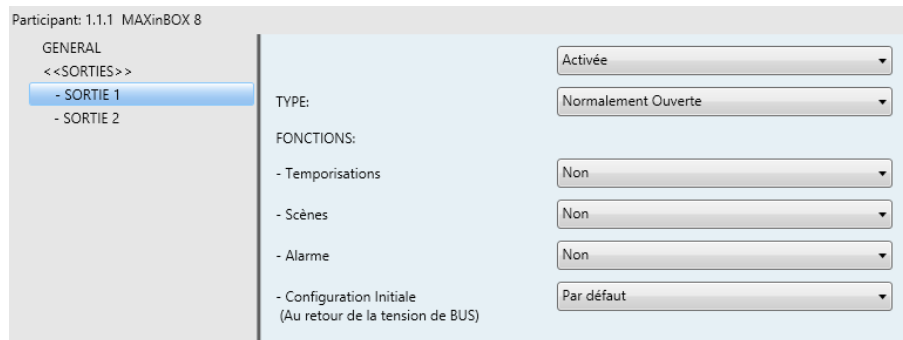 Participant: 1.1.1 MAXinBOX 8
GENERAL
<<SORTIES>>
- SORTIE 1
- SORTIE 2
Activée
TYPE:
Normalement Ouverte
FONCTIONS:
- Temporisations
Non
- Scènes
Non
- Alarme
Non
- Configuration Initiale
(Au retour de la tension de BUS)
Par défaut